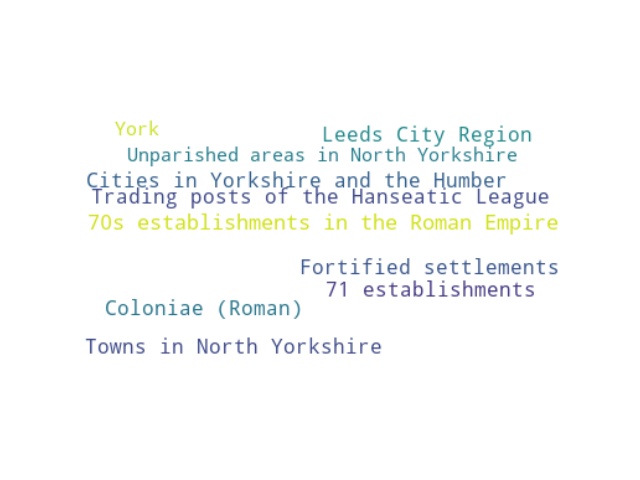 York
Leeds City Region
Unparished areas in North Yorkshire
Cities in Yorkshire and the Humber
Trading posts of the Hanseatic League
70s establishments in the Roman Empire
Fortified settlements
71 establishments
Coloniae (Roman)
Towns in North Yorkshire